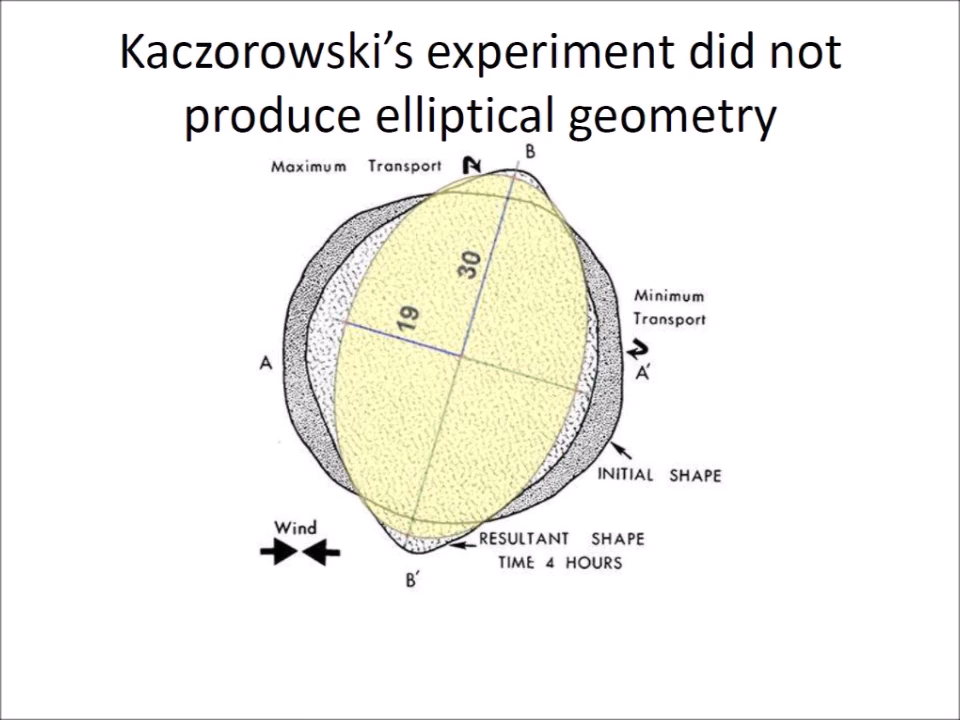 Kaczorowski's experiment did not
produce elliptical geometry
Maximum Transport
B
30
19
Minimum
Transport
A
A′
INITIAL SHAPE
Wind
RESULTANT SHAPE
TIME 4 HOURS
B′